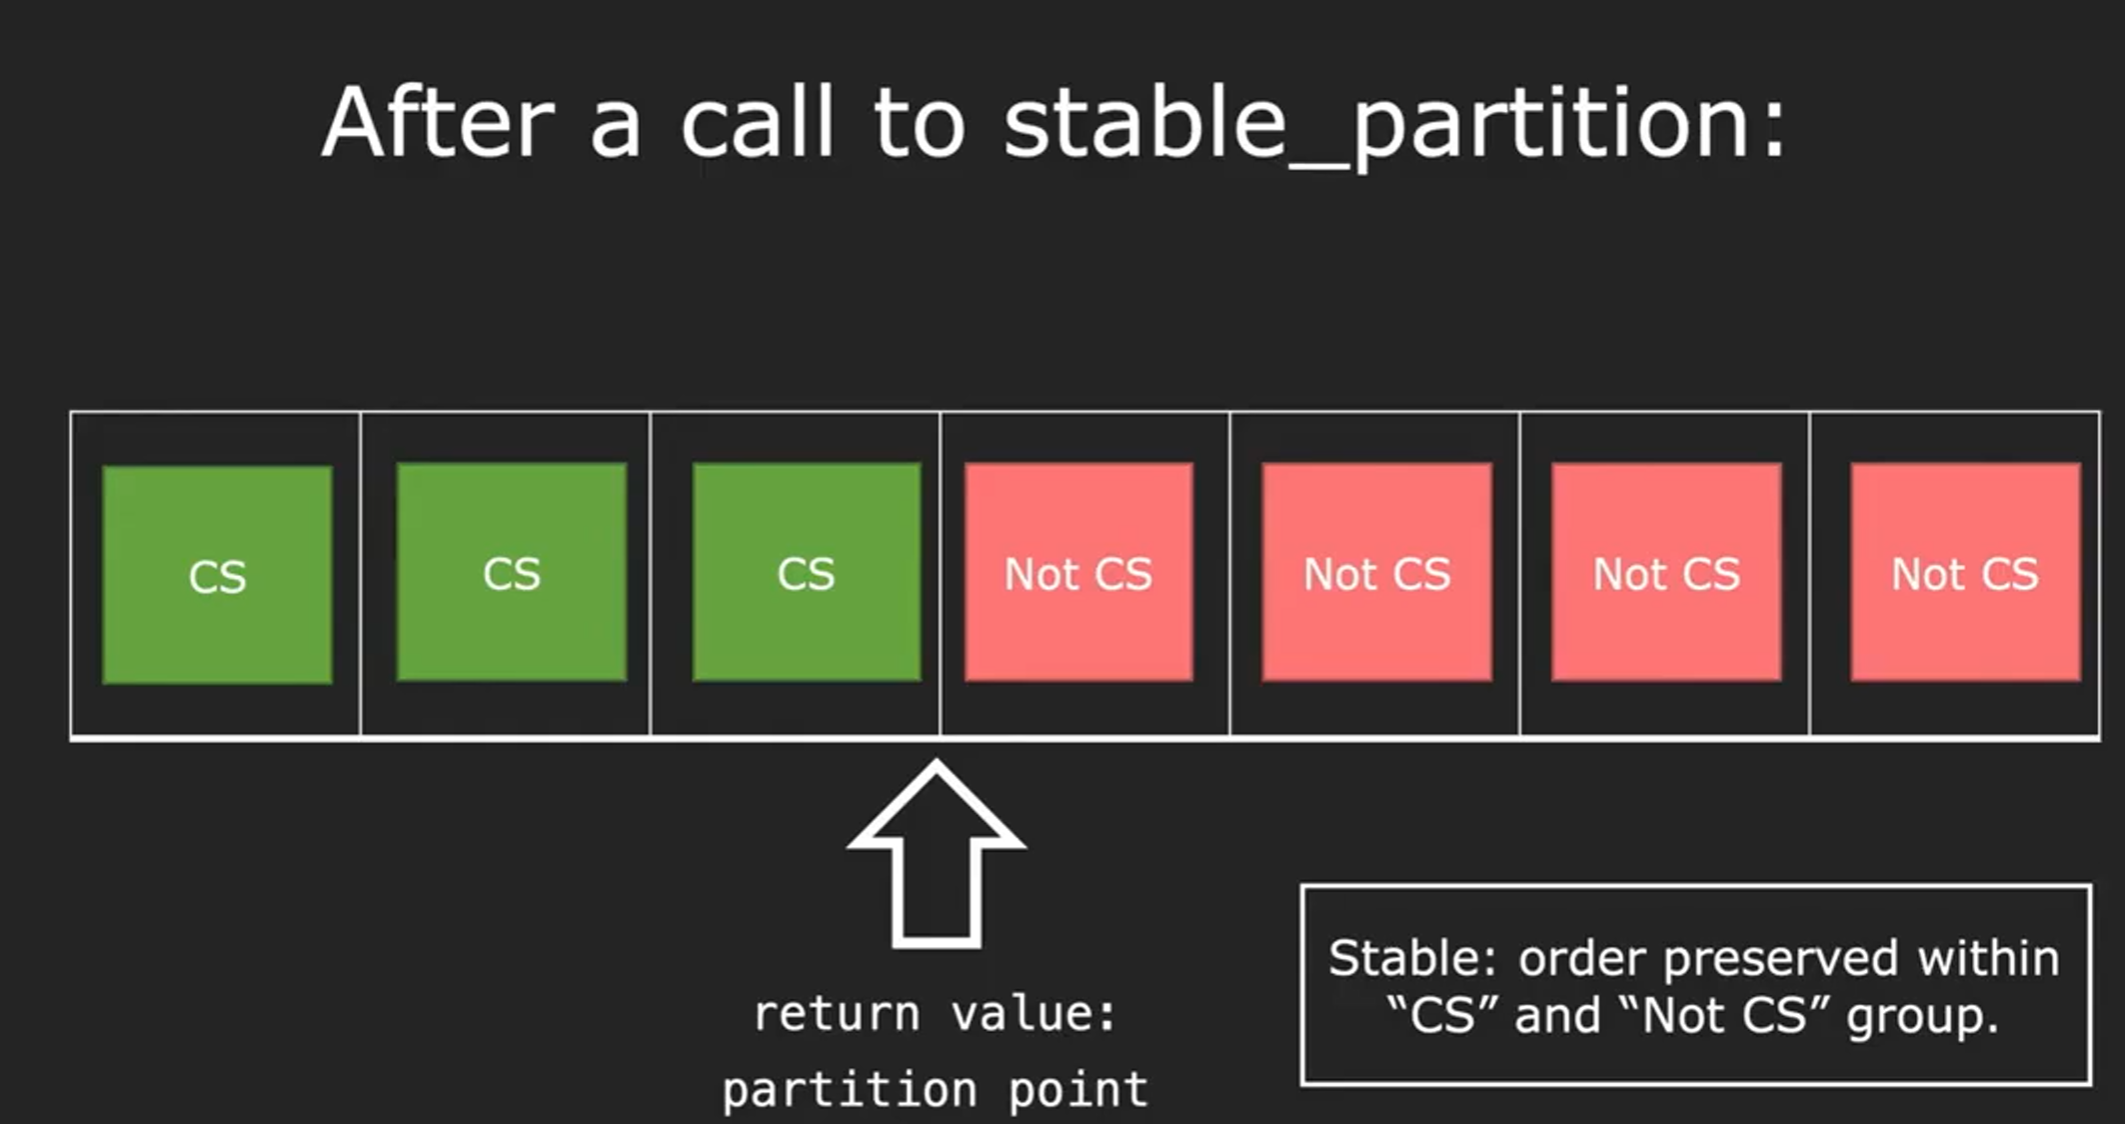 After a call to stable_partition:
CS
CS
CS
Not CS
Not CS
Not CS
Not CS
return value:
partition point
Stable: order preserved within
“CS” and “Not CS” group.